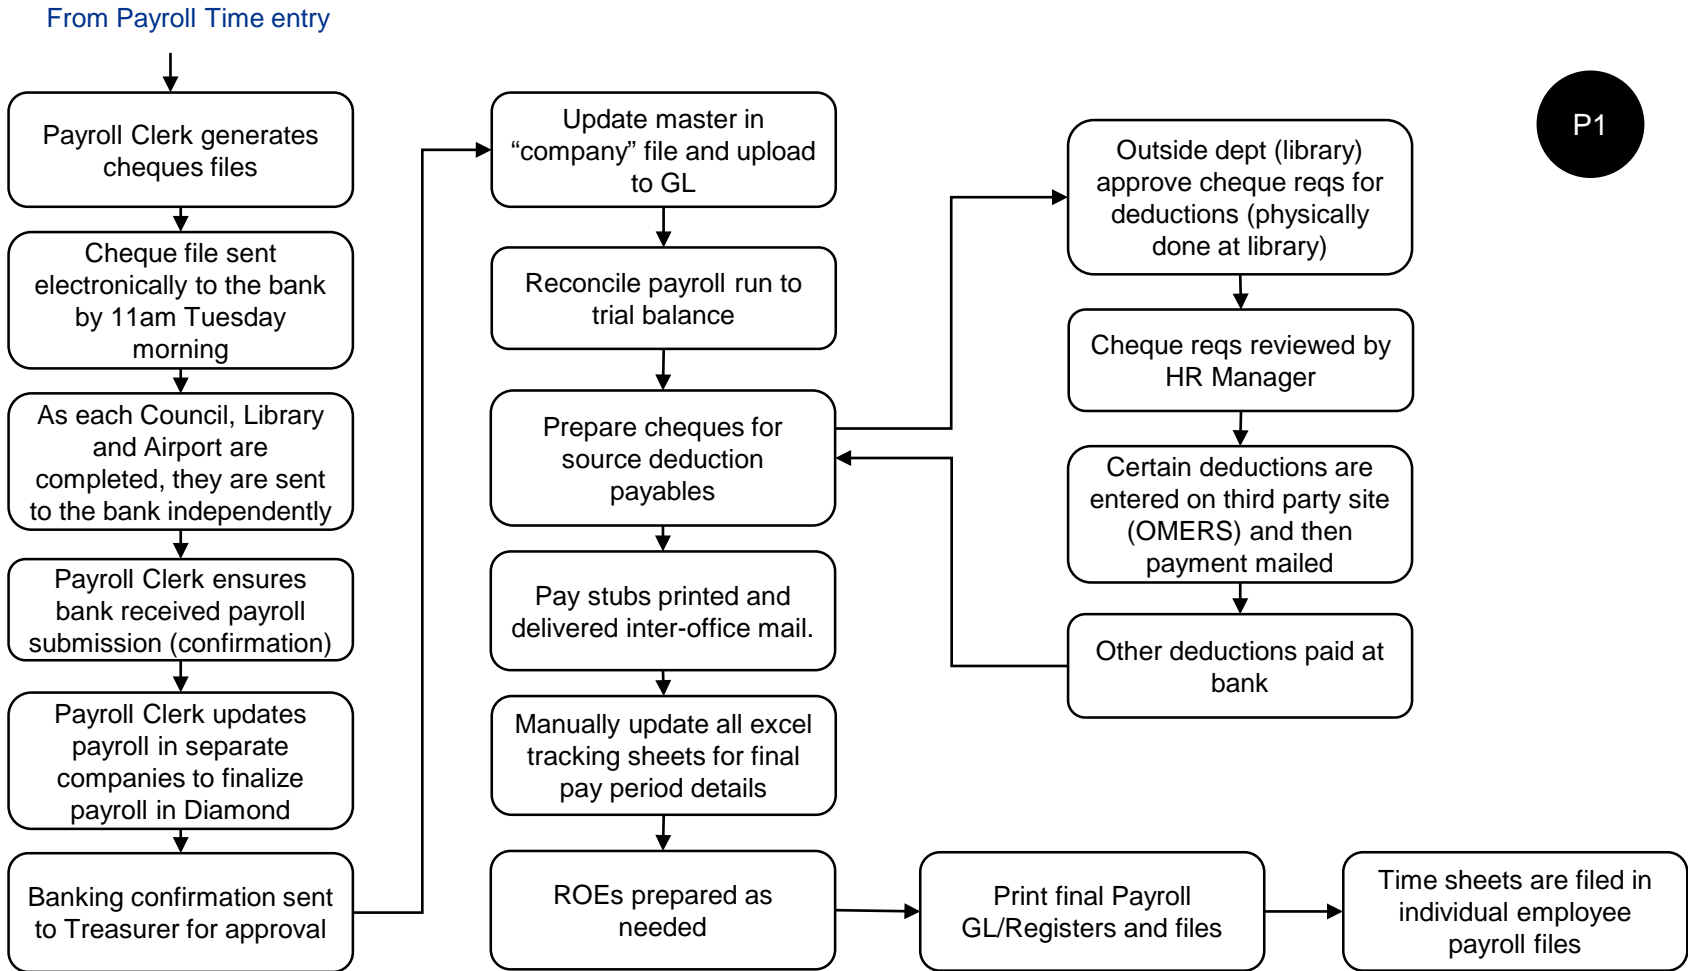 From Payroll Time entry
Payroll Clerk generates
cheques files
Cheque file sent
electronically to the bank
by 11am Tuesday
morning
As each Council, Library
and Airport are
completed, they are sent
to the bank independently
Payroll Clerk ensures
bank received payroll
submission (confirmation)
Payroll Clerk updates
payroll in separate
companies to finalize
payroll in Diamond
Banking confirmation sent
to Treasurer for approval
Update master in
“company” file and upload
to GL
Reconcile payroll run to
trial balance
Prepare cheques for
source deduction
payables
Pay stubs printed and
delivered inter-office mail.
Manually update all excel
tracking sheets for final
pay period details
ROEs prepared as
needed
Outside dept (library)
approve cheque reqs for
deductions (physically
done at library)
Cheque reqs reviewed by
HR Manager
Certain deductions are
entered on third party site
(OMERS) and then
payment mailed
Other deductions paid at
bank
Print final Payroll
GL/Registers and files
Time sheets are filed in
individual employee
payroll files
P1